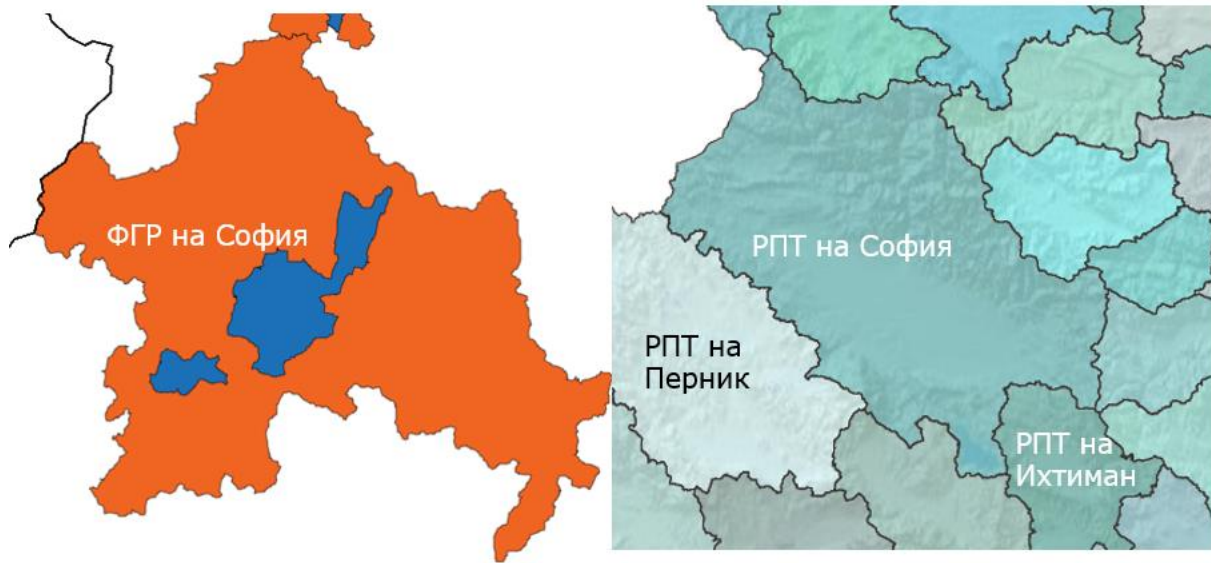 ФГР на София
РПТ на София
РПТ на
Перник
РПТ на
Ихтиман